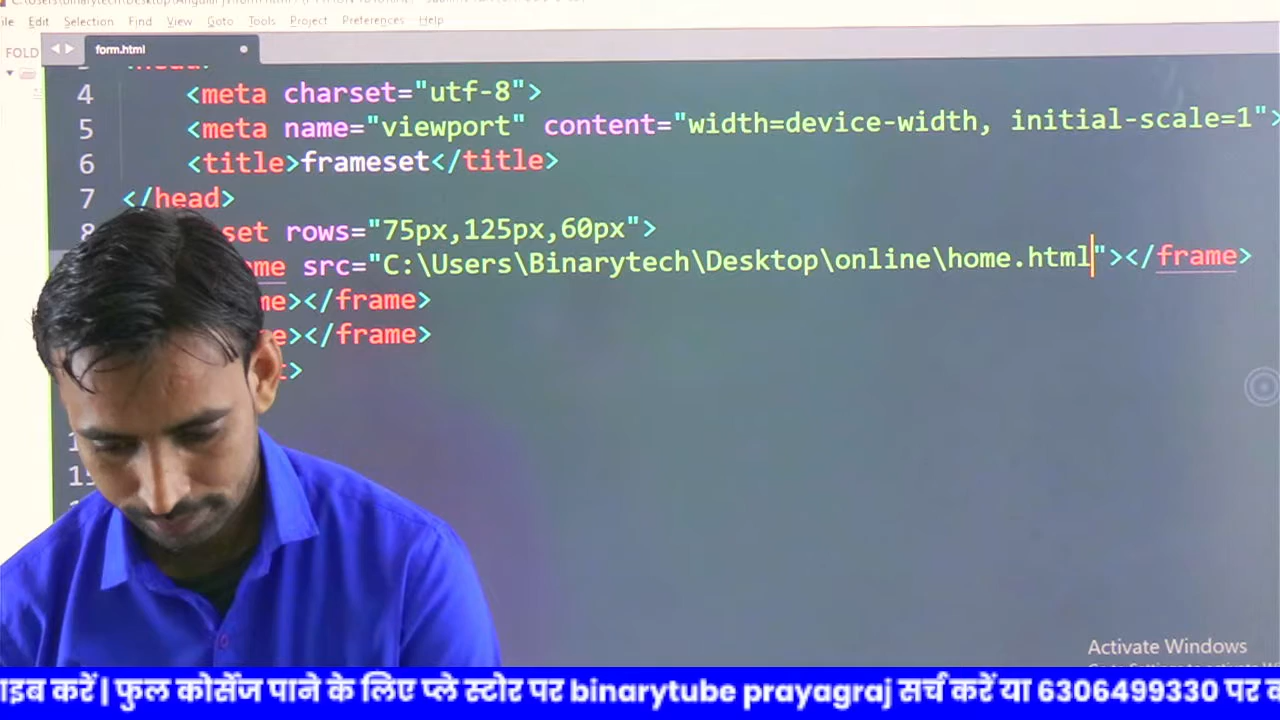 Edit Selection Find View Goto Tools Project Preferences Help
FOLD
form.html
4 <meta charset="utf-8">
5 <meta name="viewport" content="width=device-width, initial-scale=1">
6 <title>frameset</title>
7 </head>
8 set rows="75px,125px,60px">
me src="C:\Users\Binarytech\Desktop\online\home.html"></frame>
me></frame>
e></frame>
t>
15
Activate Windows
करें | फुल कोर्सेज पाने के लिए प्ले स्टोर पर binarytube prayagraj सर्च करें या 6306499330 पर